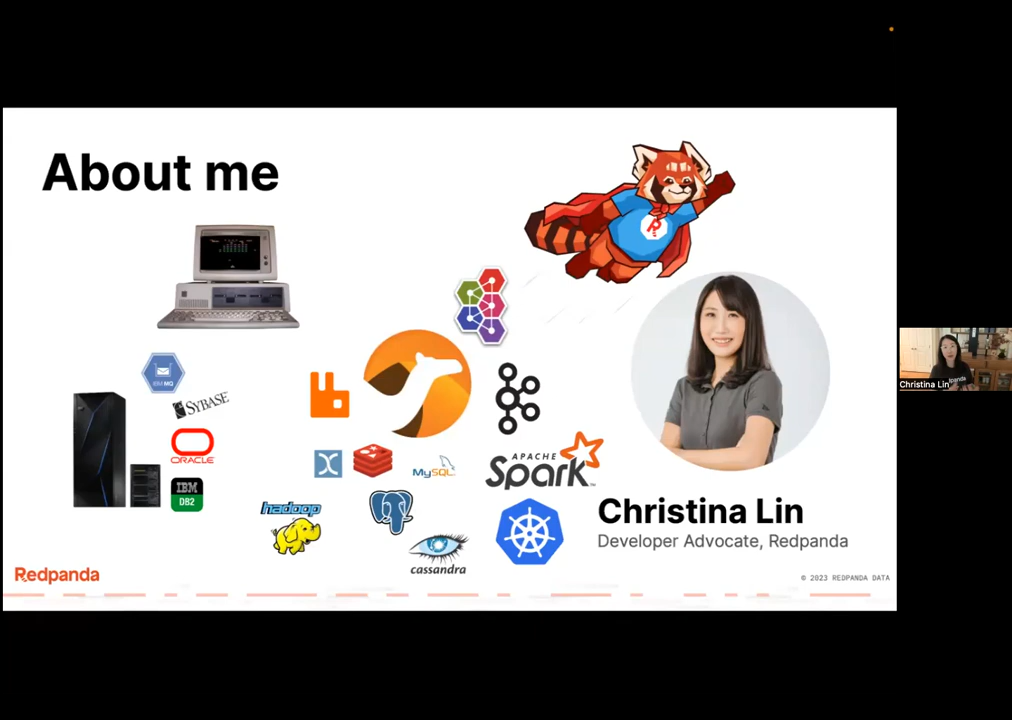 About me
IBM MQ
SYBASE
ORACLE
IBM
DB2
hadoop
MySQL
cassandra
APACHE
Spark™
R
Christina Lin
Developer Advocate, Redpanda
Redpanda
© 2023 REDPANDA DATA
Christina Lin